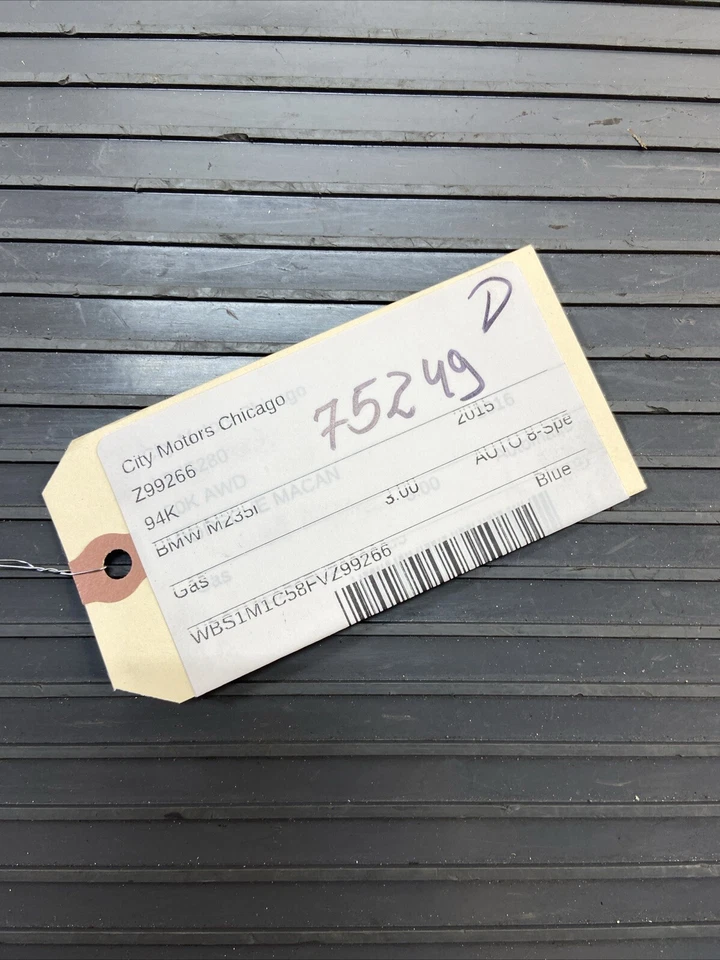 D
75249
City Motors Chicago
Z99266
94K
BMW M235i 2015
3.00 AUTO 8-Spe
Gas Blue
WBS1M1C58FVZ99266